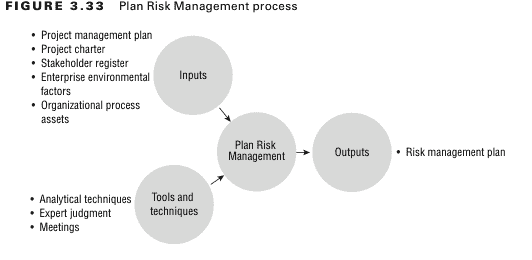 FIGURE 3.33 Plan Risk Management process
• Project management plan
• Project charter
• Stakeholder register
• Enterprise environmental
factors
• Organizational process
assets
Inputs
Plan Risk
Management
Outputs
• Risk management plan
• Analytical techniques
• Expert judgment
• Meetings
Tools and
techniques